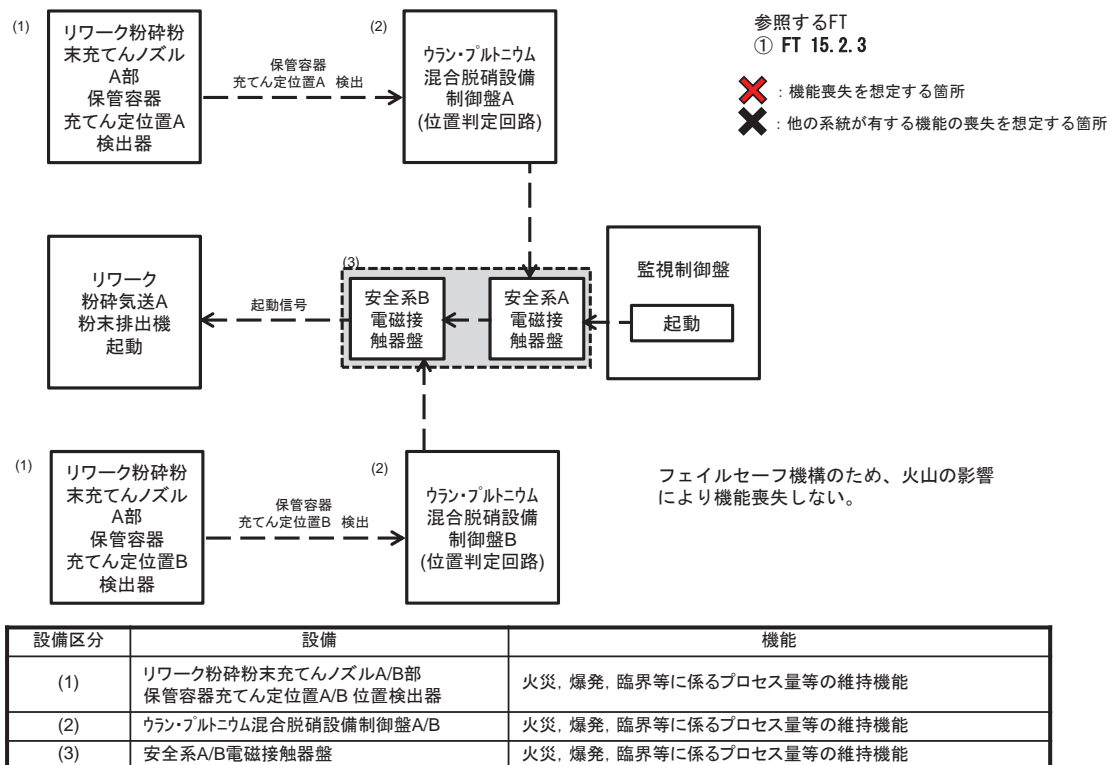 (1)
リワーク粉砕粉
末充てんノズル
A部
保管容器
充てん定位置A
検出器
保管容器
充てん定位置A 検出
(2)
ウラン・プルトニウム
混合脱硝設備
制御盤A
(位置判定回路)
参照するFT
① FT 15.2.3
：機能喪失を想定する箇所
：他の系統が有する機能の喪失を想定する箇所
リワーク
粉砕気送A
粉末排出機
起動
起動信号
(3)
安全系B
電磁接
触器盤
安全系A
電磁接
触器盤
監視制御盤
起動
(1)
リワーク粉砕粉
末充てんノズル
A部
保管容器
充てん定位置B
検出器
保管容器
充てん定位置B 検出
(2)
ウラン・プルトニウム
混合脱硝設備
制御盤B
(位置判定回路)
フェイルセーフ機構のため、火山の影響
により機能喪失しない。
設備区分 設備 機能
(1) リワーク粉砕粉末充てんノズルA/B部
保管容器充てん定位置A/B 位置検出器 火災，爆発，臨界等に係るプロセス量等の維持機能
(2) ウラン・プルトニウム混合脱硝設備制御盤A/B 火災，爆発，臨界等に係るプロセス量等の維持機能
(3) 安全系A/B電磁接触器盤 火災，爆発，臨界等に係るプロセス量等の維持機能